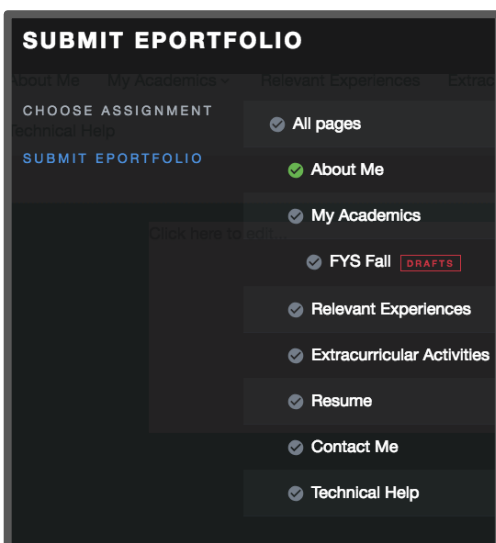 SUBMIT EPORTFOLIO
About Me My Academics Relevant Experiences Extrac
CHOOSE ASSIGNMENT
Technical Help
SUBMIT EPORTFOLIO
Click here to edit...
All pages
About Me
My Academics
FYS Fall DRAFTS
Relevant Experiences
Extracurricular Activities
Resume
Contact Me
Technical Help